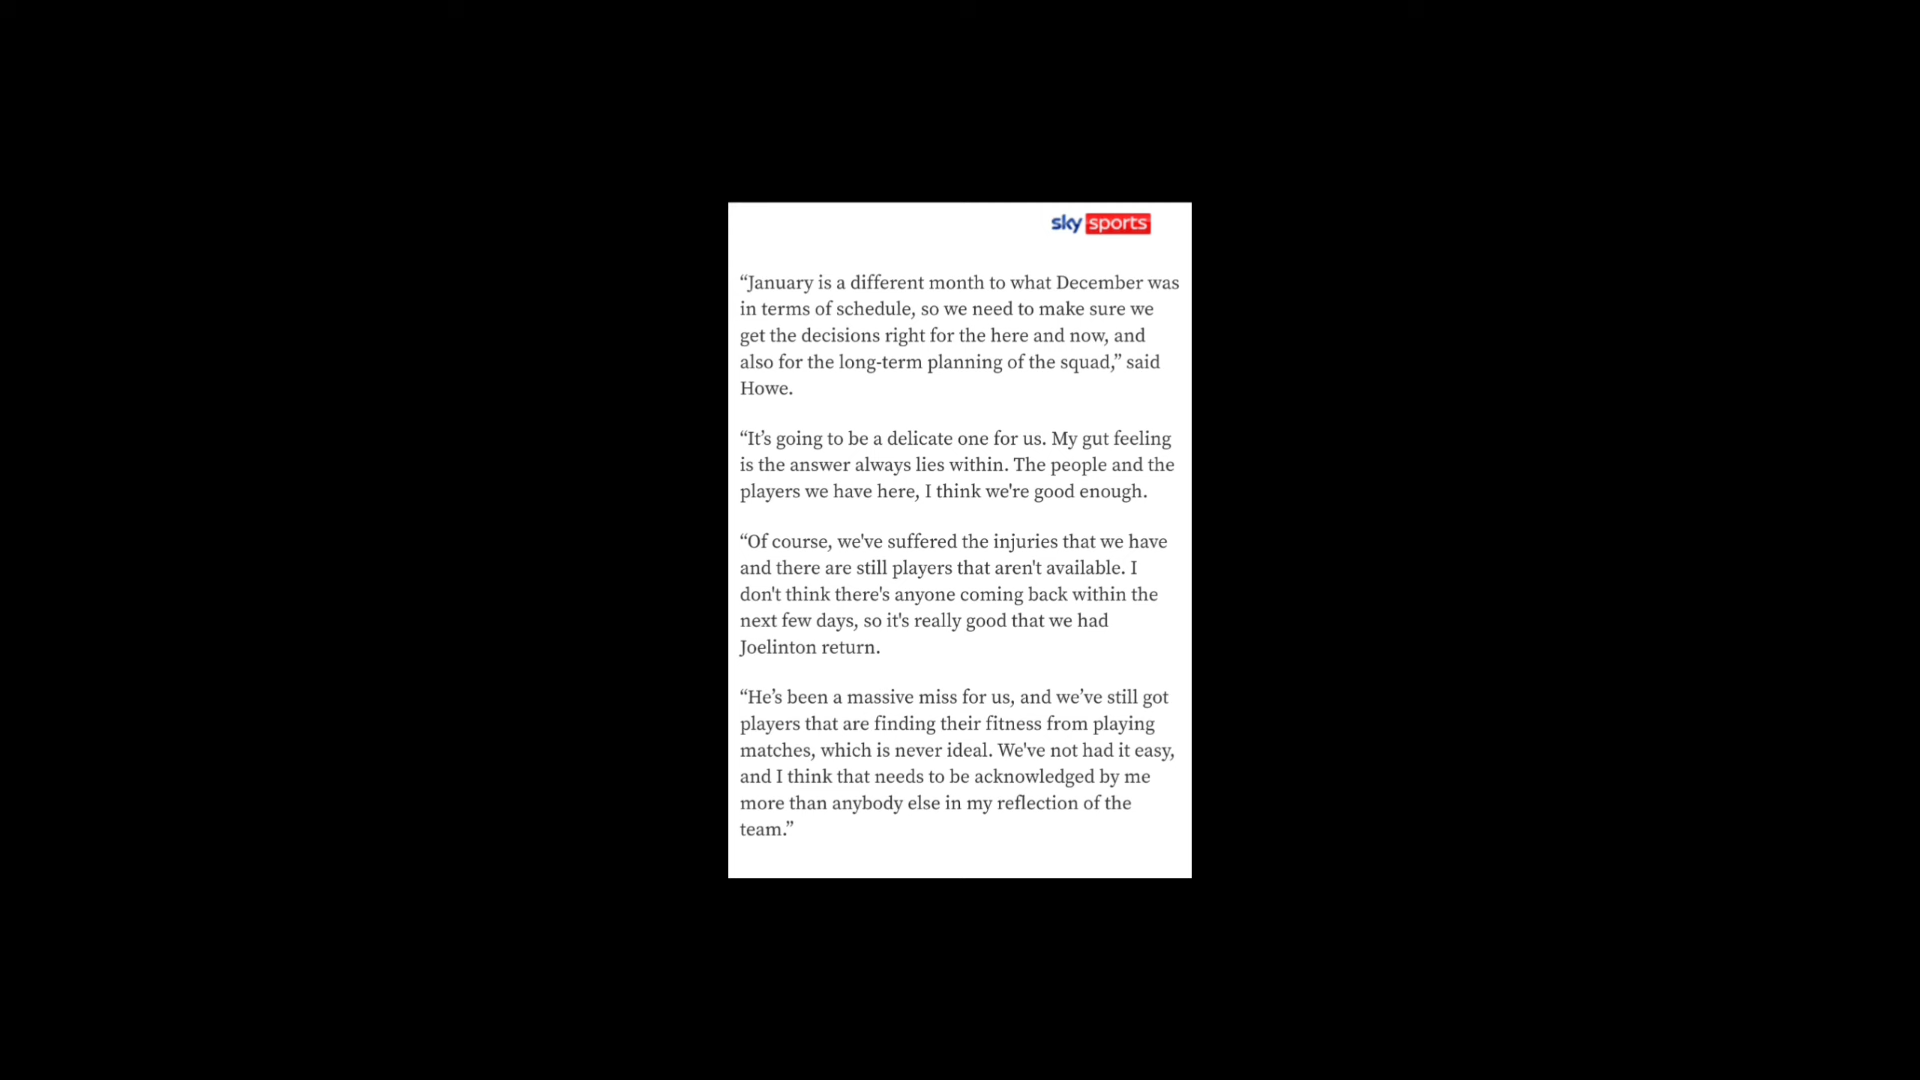 sky sports
“January is a different month to what December was
in terms of schedule, so we need to make sure we
get the decisions right for the here and now, and
also for the long-term planning of the squad,” said
Howe.
“It’s going to be a delicate one for us. My gut feeling
is the answer always lies within. The people and the
players we have here, I think we're good enough.
“Of course, we've suffered the injuries that we have
and there are still players that aren't available. I
don't think there's anyone coming back within the
next few days, so it's really good that we had
Joelinton return.
“He’s been a massive miss for us, and we’ve still got
players that are finding their fitness from playing
matches, which is never ideal. We've not had it easy,
and I think that needs to be acknowledged by me
more than anybody else in my reflection of the
team.”